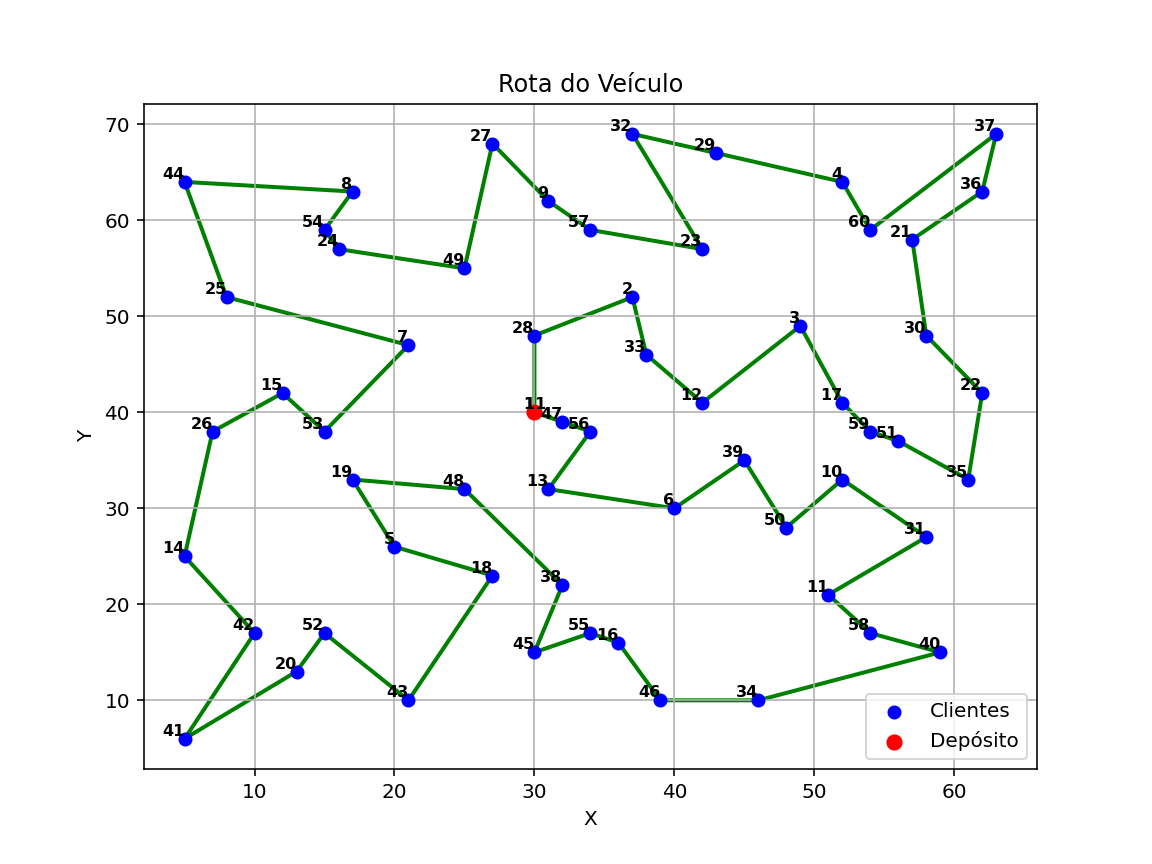 Rota do Veículo
70
60
50
40
30
20
10
Y
10 20 30 40 50 60
X
27 32 29 37
44 8 4 36
54 9 57 60
24 49 23 21
25 2
7 28 33 3 30
15 12 17 22
26 53 11 47 56 59 51
19 48 13 39 10 35
6 50
14 5 18 38 31
42 52 45 55 16 11 58 40
20
41 43 46 34
Clientes
Depósito